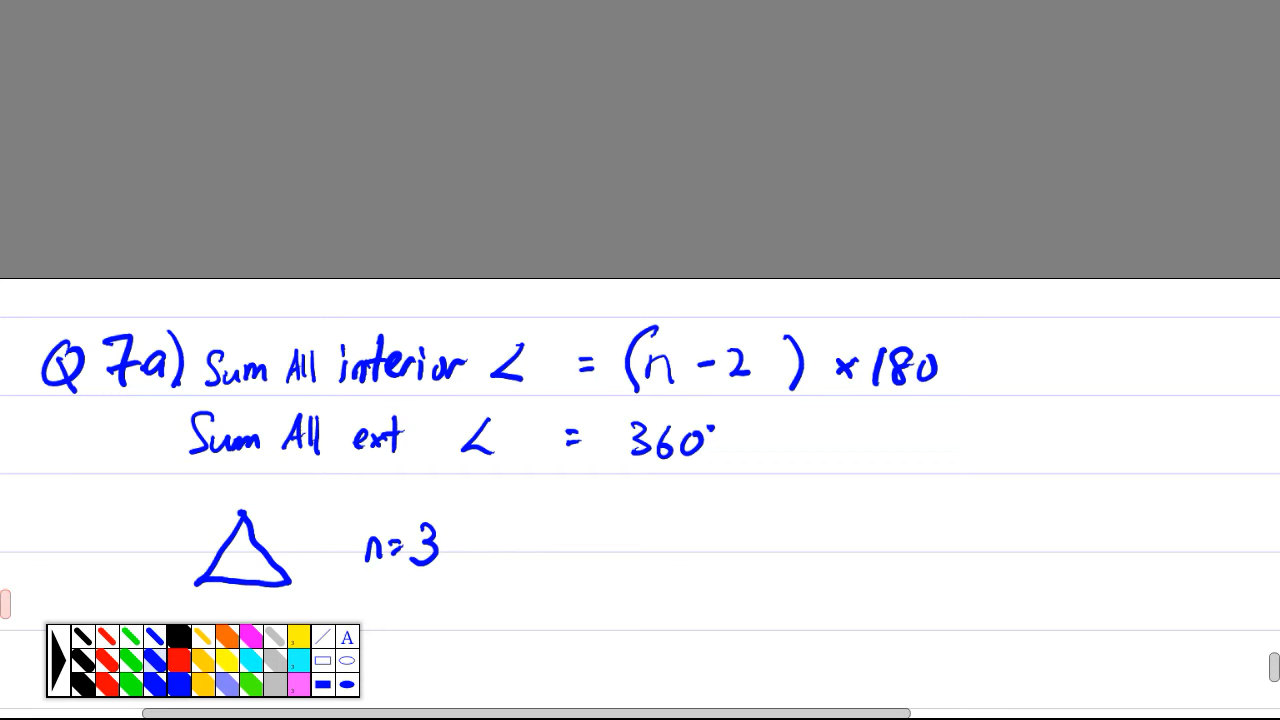 Q 7a) Sum All interior ∠ = (n - 2) × 180
Sum All ext ∠ = 360°
n = 3
A